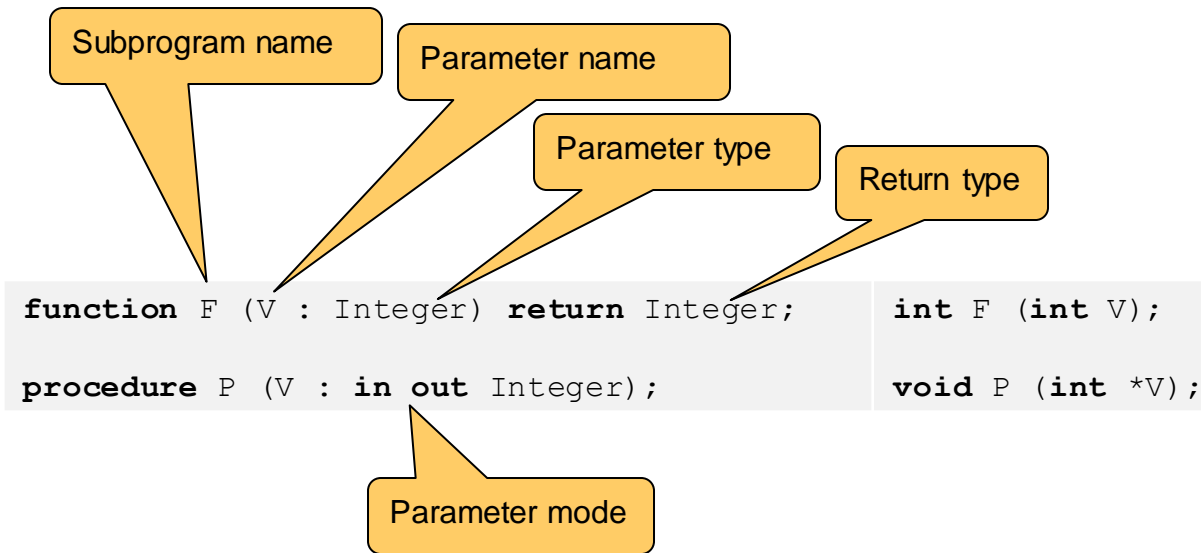 Subprogram name
Parameter name
Parameter type
Return type
function F (V : Integer) return Integer;
int F (int V);
procedure P (V : in out Integer);
void P (int *V);
Parameter mode